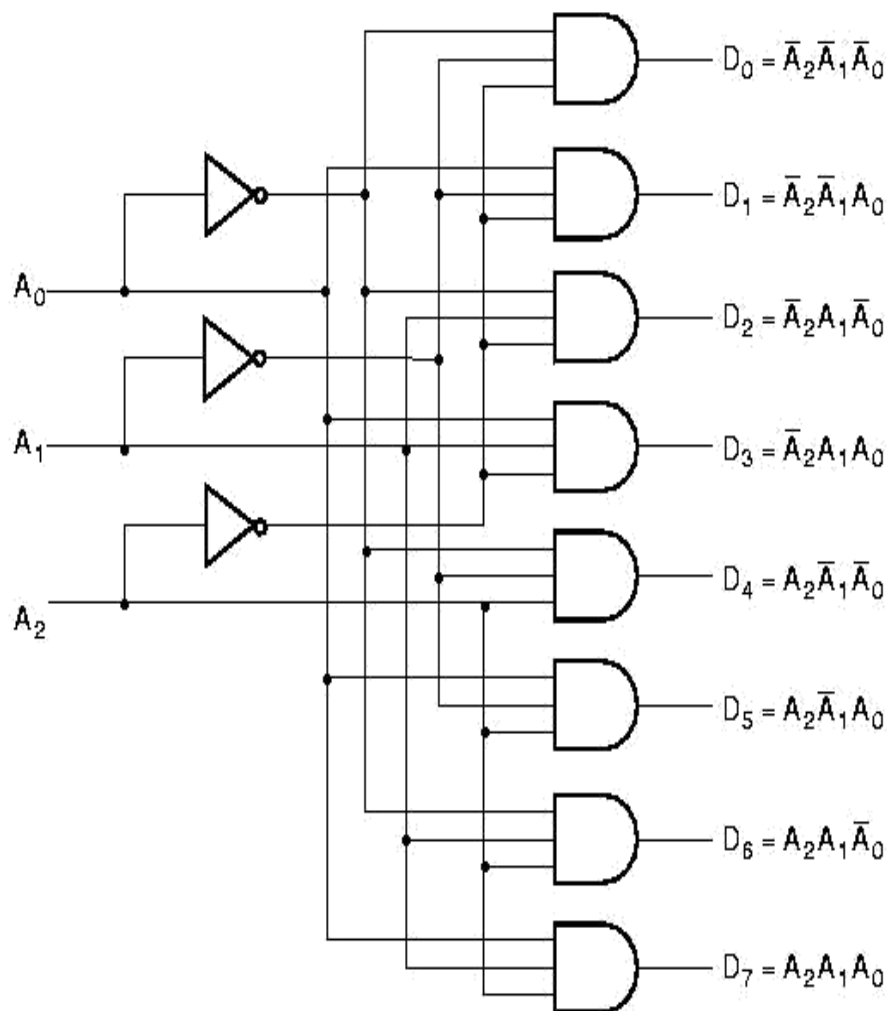 D₀ = A̅₂A̅₁A̅₀
D₁ = A̅₂A̅₁A₀
A₀
D₂ = A̅₂A₁A̅₀
A₁
D₃ = A̅₂A₁A₀
D₄ = A₂A̅₁A̅₀
A₂
D₅ = A₂A̅₁A₀
D₆ = A₂A₁A̅₀
D₇ = A₂A₁A₀